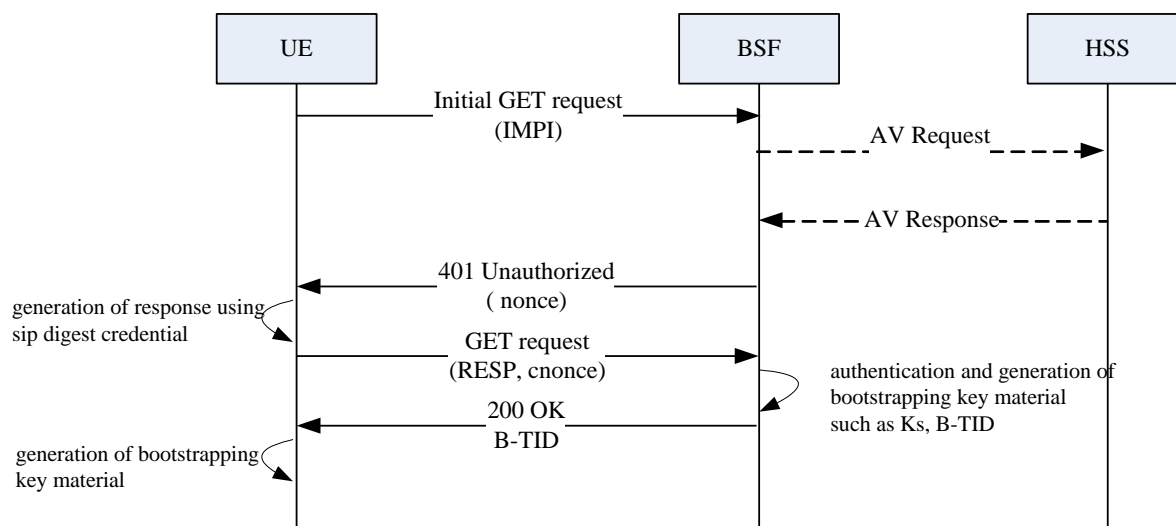 UE
BSF
HSS
Initial GET request
(IMPI)
AV Request
AV Response
401 Unauthorized
( nonce)
generation of response using
sip digest credential
GET request
(RESP, cnonce)
authentication and generation of
bootstrapping key material
such as Ks, B-TID
200 OK
B-TID
generation of bootstrapping
key material